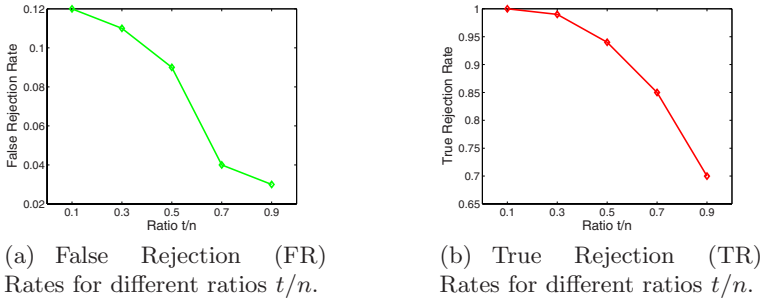 0.12
0.1
0.08
0.06
0.04
0.02
False Rejection Rate
0.1 0.3 0.5 0.7 0.9
Ratio t/n
(a) False Rejection (FR)
Rates for different ratios t/n.
1
0.95
0.9
0.85
0.8
0.75
0.7
0.65
True Rejection Rate
0.1 0.3 0.5 0.7 0.9
Ratio t/n
(b) True Rejection (TR)
Rates for different ratios t/n.